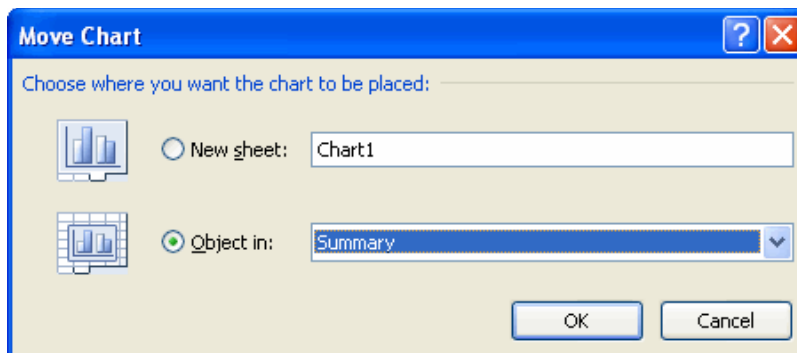 Move Chart
?
Choose where you want the chart to be placed:
New sheet: Chart1
Object in: Summary
OK Cancel